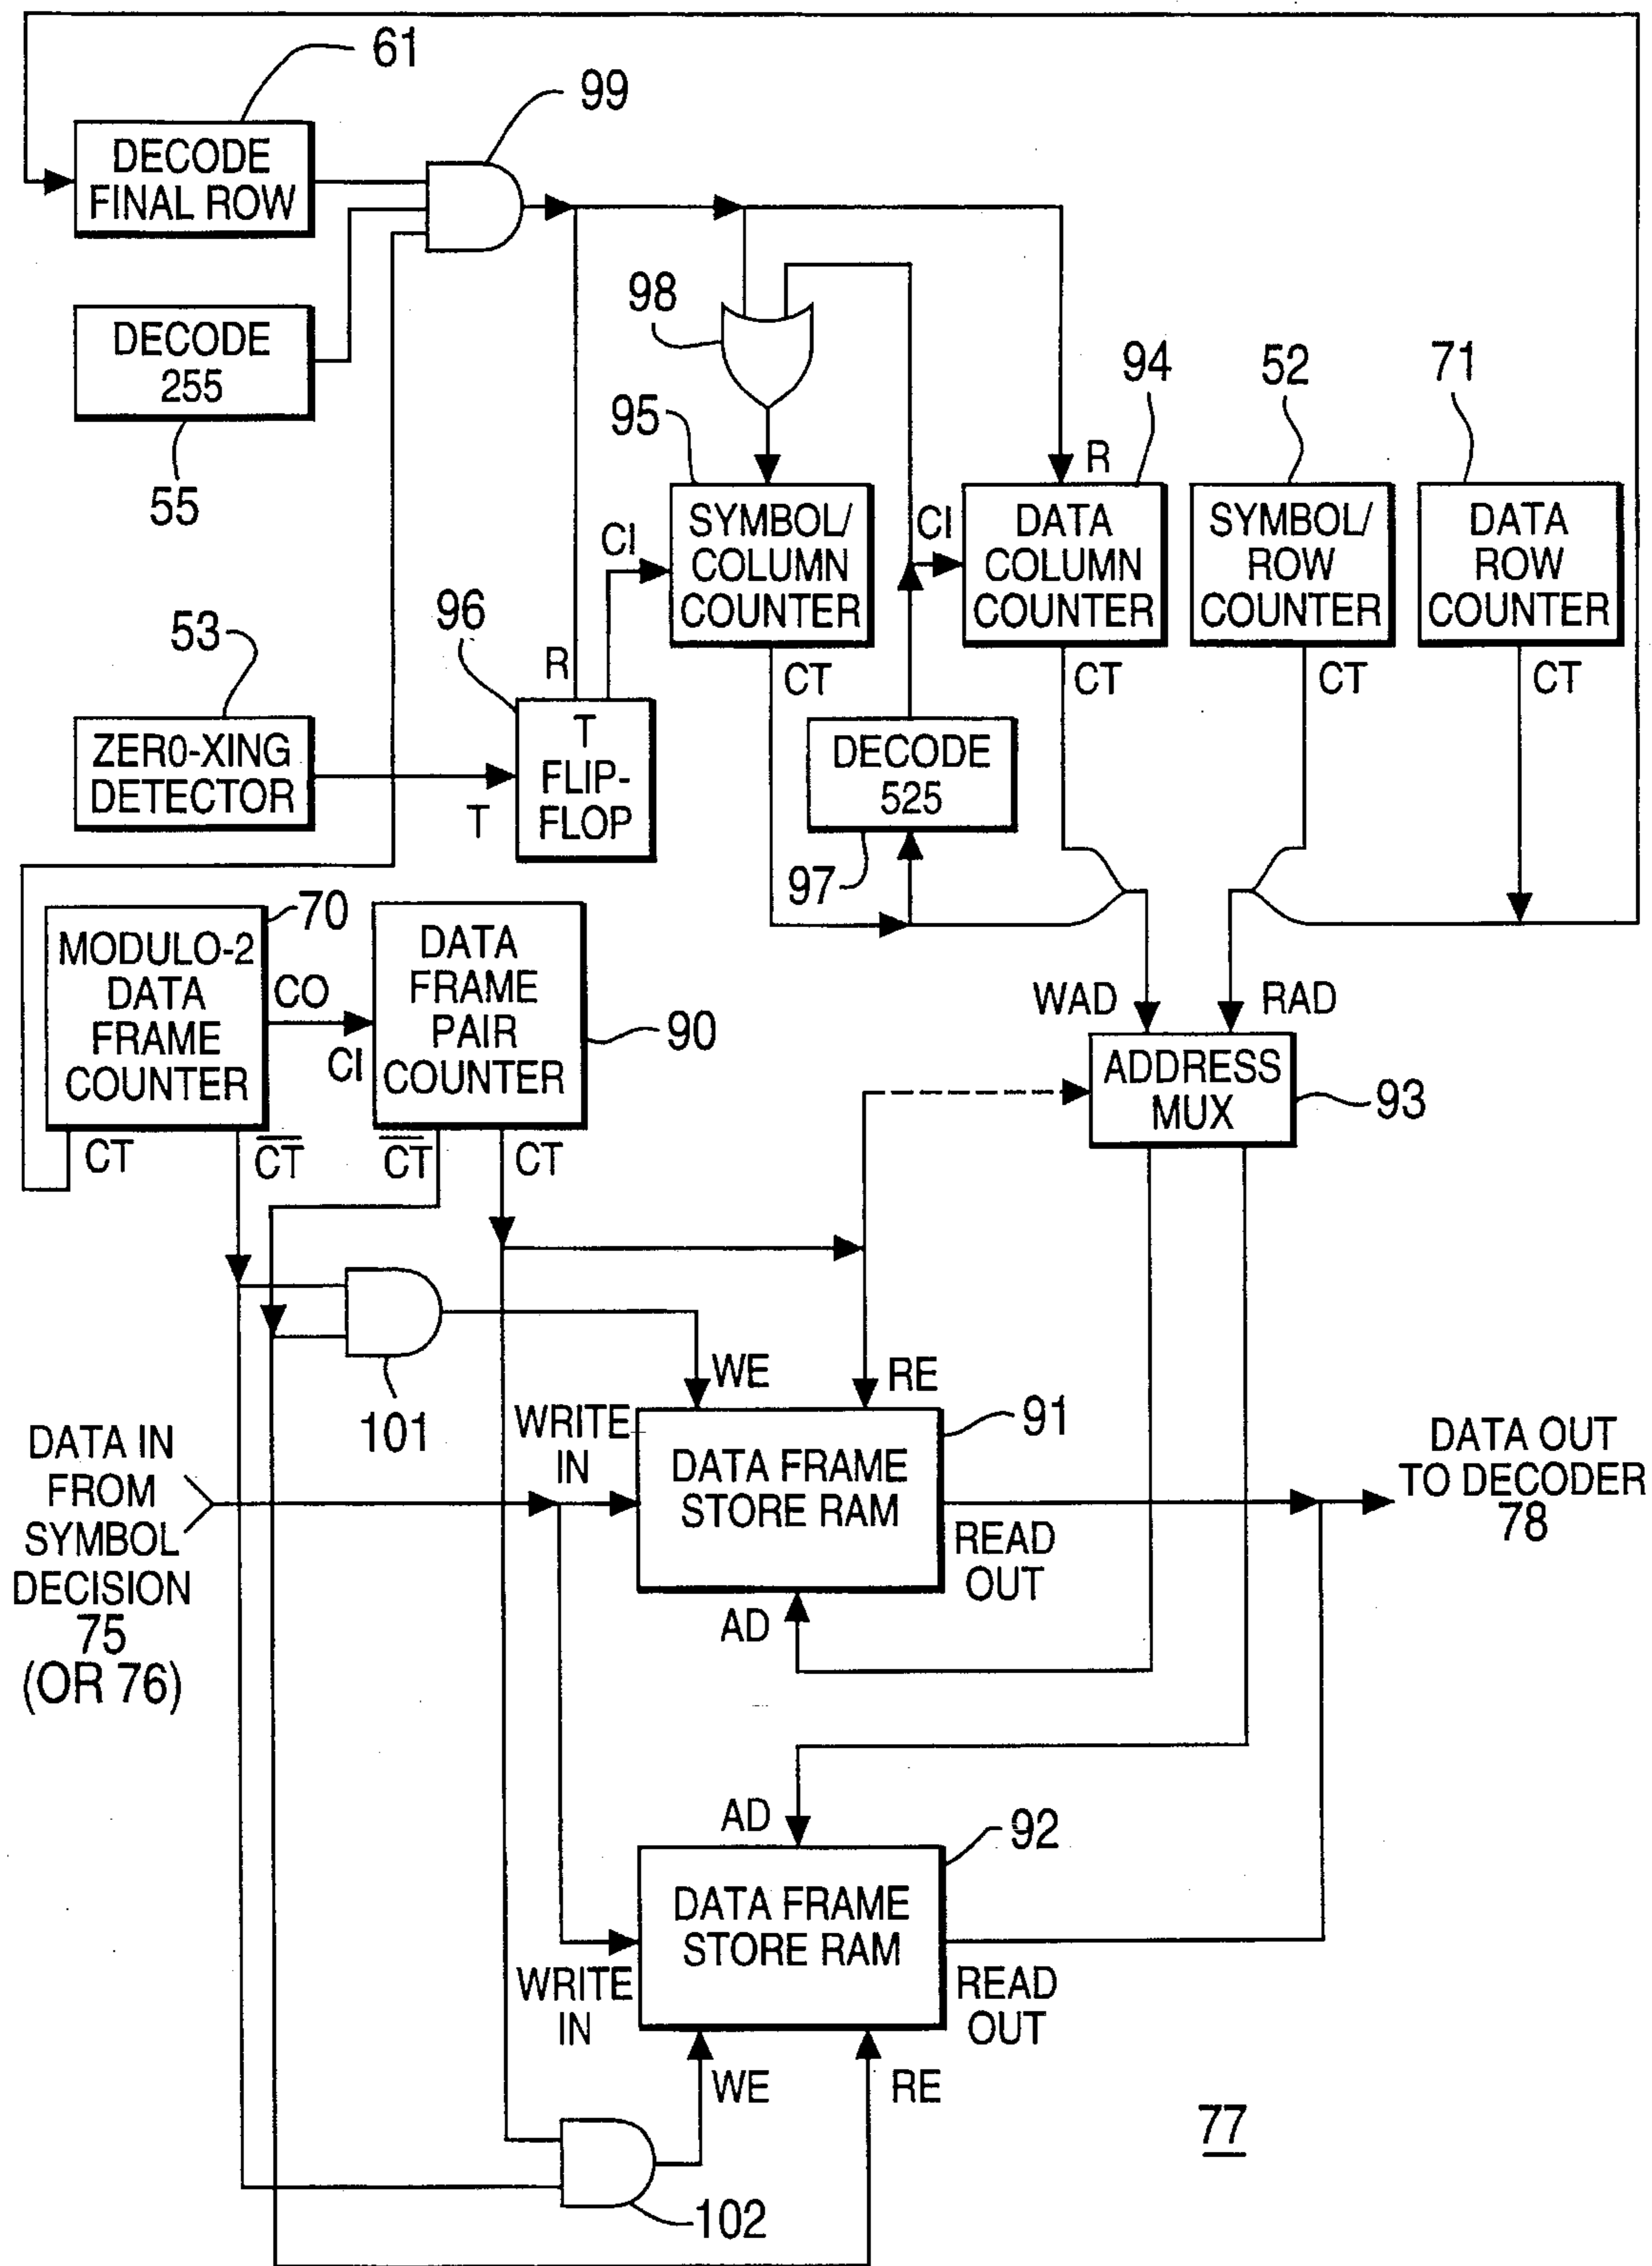 61
DECODE
FINAL ROW
99
DECODE
255
55
98
95
94
52
71
R
SYMBOL/
COLUMN
COUNTER
CI
DATA
COLUMN
COUNTER
CI
SYMBOL/
ROW
COUNTER
DATA
ROW
COUNTER
CT
CT
CT
CT
53
ZER0-XING
DETECTOR
96
R
T
FLIP-
FLOP
T
DECODE
525
97
70
MODULO-2
DATA
FRAME
COUNTER
CO
CI
DATA
FRAME
PAIR
COUNTER
90
CT
C̅T̅
C̅T̅
CT
WAD
RAD
ADDRESS
MUX
93
101
WE
RE
WRITE
IN
91
DATA FRAME
STORE RAM
READ
OUT
AD
DATA IN
FROM
SYMBOL
DECISION
75
(OR 76)
DATA OUT
TO DECODER
78
AD
92
DATA FRAME
STORE RAM
WRITE
IN
READ
OUT
WE
RE
102
77